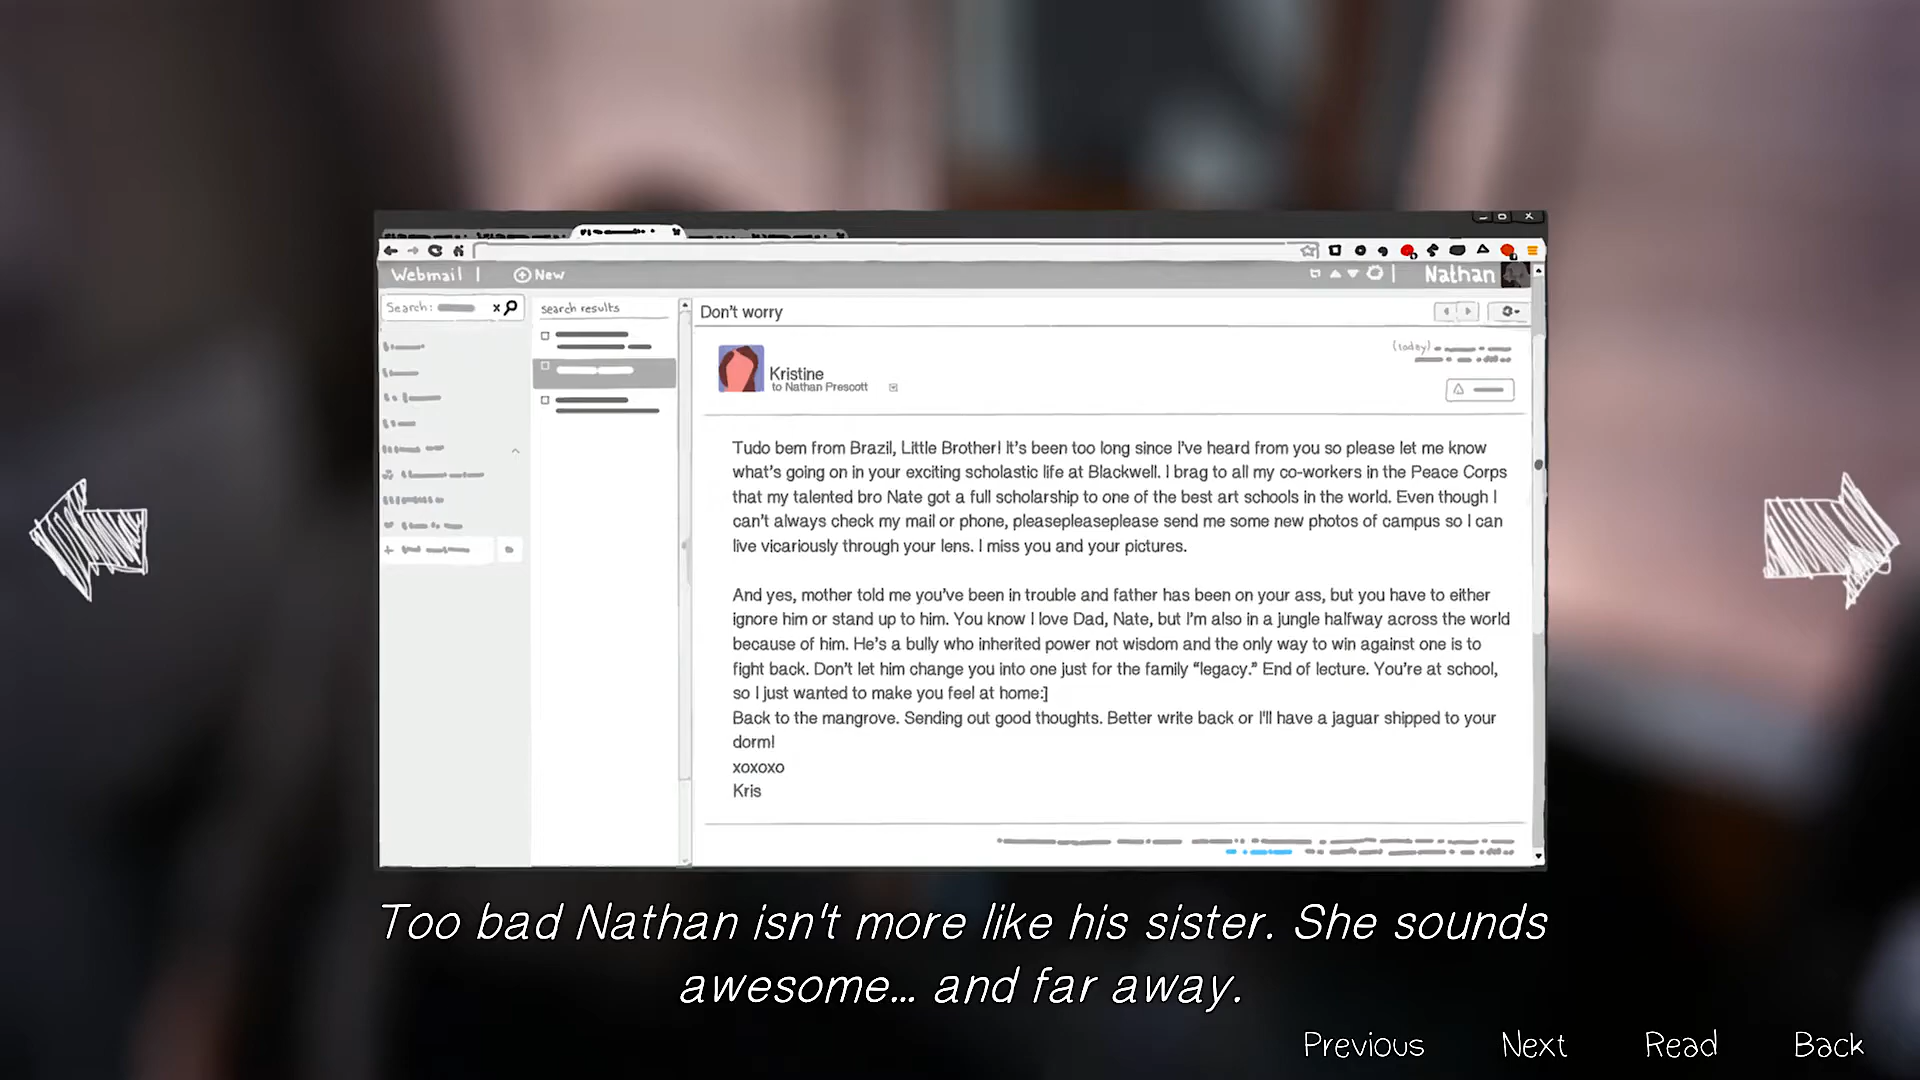 Webmail |
New
Nathan
Search:
x
search results
Don't worry
(today)
Kristine
to Nathan Prescott
Tudo bem from Brazil, Little Brother! It's been too long since I've heard from you so please let me know
what's going on in your exciting scholastic life at Blackwell. I brag to all my co-workers in the Peace Corps
that my talented bro Nate got a full scholarship to one of the best art schools in the world. Even though I
can't always check my mail or phone, pleasepleaseplease send me some new photos of campus so I can
live vicariously through your lens. I miss you and your pictures.
And yes, mother told me you've been in trouble and father has been on your ass, but you have to either
ignore him or stand up to him. You know I love Dad, Nate, but I'm also in a jungle halfway across the world
because of him. He's a bully who inherited power not wisdom and the only way to win against one is to
fight back. Don't let him change you into one just for the family “legacy.” End of lecture. You're at school,
so I just wanted to make you feel at home:]
Back to the mangrove. Sending out good thoughts. Better write back or I'll have a jaguar shipped to your
dorm!
xoxoxo
Kris
Too bad Nathan isn't more like his sister. She sounds
awesome... and far away.
Previous
Next
Read
Back